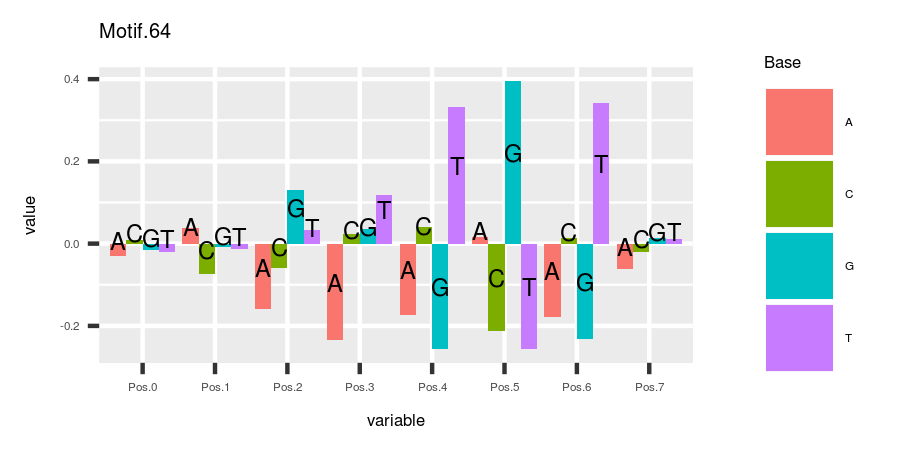 Motif.64
value
0.4
0.2
0.0
-0.2
A C G T A C G T A C G T A C G T A C G T A C G T A C G T A C G T
Pos.0 Pos.1 Pos.2 Pos.3 Pos.4 Pos.5 Pos.6 Pos.7
variable
Base
A
C
G
T